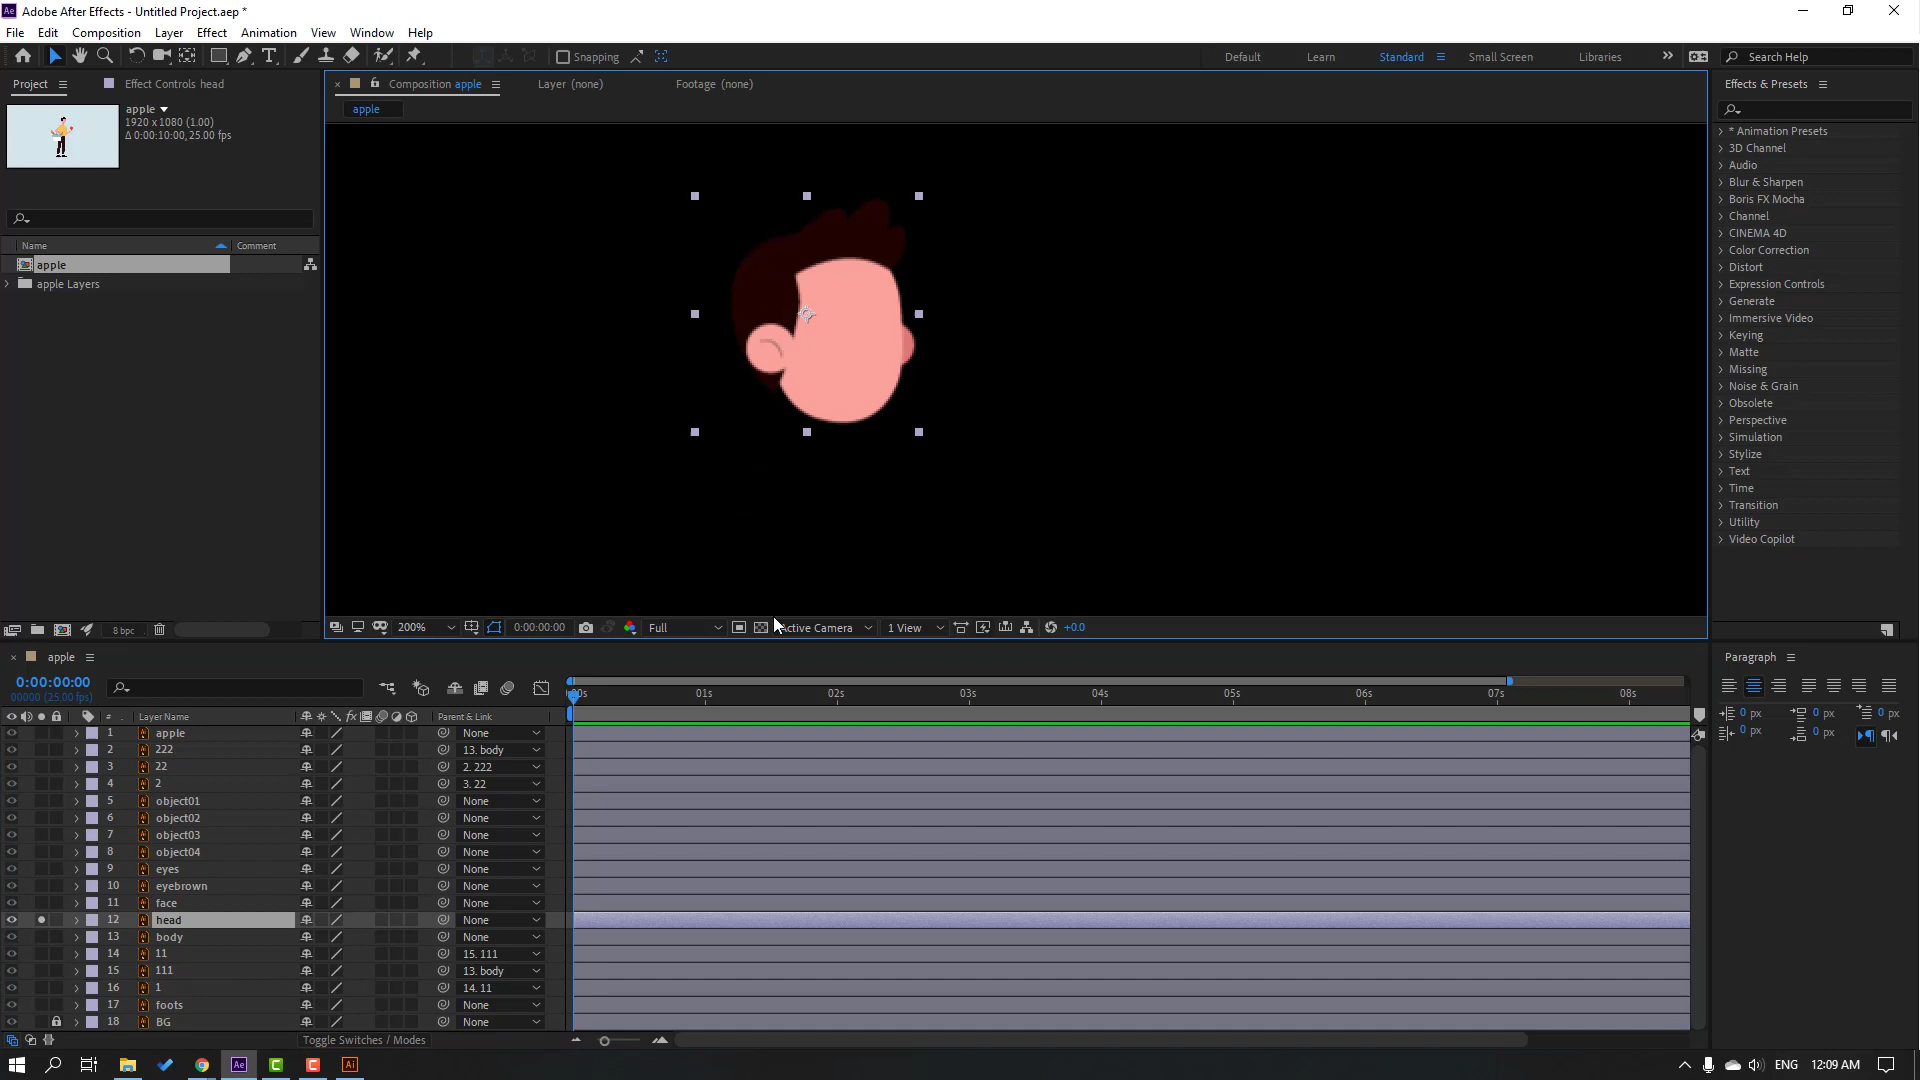 Adobe After Effects - Untitled Project.aep *
File Edit Composition Layer Effect Animation View Window Help
Snapping Default Learn Standard Small Screen Libraries Search Help
Project Effect Controls head Composition apple Layer (none) Footage (none) Effects & Presets
apple
1920 x 1080 (1.00)
Δ 0:00:10:00, 25.00 fps
apple
Name Comment
apple
apple Layers
* Animation Presets
3D Channel
Audio
Blur & Sharpen
Boris FX Mocha
Channel
CINEMA 4D
Color Correction
Distort
Expression Controls
Generate
Immersive Video
Keying
Matte
Missing
Noise & Grain
Obsolete
Perspective
Simulation
Stylize
Text
Time
Transition
Utility
Video Copilot
8 bpc 200% 0:00:00:00 Full Active Camera 1 View +0.0
apple
0:00:00:00
00000 (25.00 fps)
00s 01s 02s 03s 04s 05s 06s 07s 08s
# Layer Name fx Parent & Link
1 apple None
2 222 13. body
3 22 2. 222
4 2 3. 22
5 object01 None
6 object02 None
7 object03 None
8 object04 None
9 eyes None
10 eyebrown None
11 face None
12 head None
13 body None
14 11 15. 111
15 111 13. body
16 1 14. 11
17 foots None
18 BG None
Toggle Switches / Modes
Paragraph
0 px 0 px 0 px
0 px 0 px
Ae Ai
ENG 12:09 AM